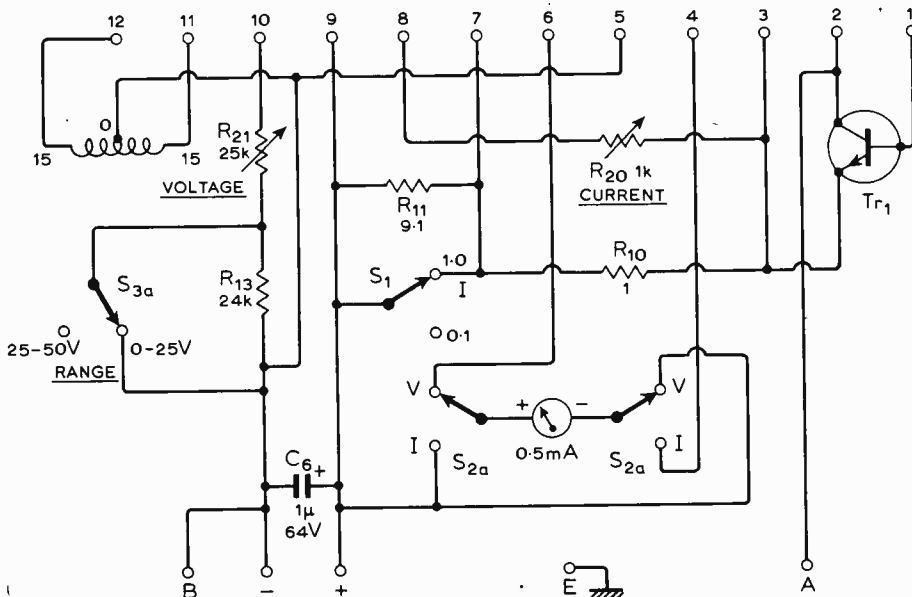 12 11 10 9 8 7 6 5 4 3 2 1
0
15 15
R21
25k
VOLTAGE
R20 1k
CURRENT
Tr1
R11
9.1
S3a
R13
24k
S1
1.0
I
R10
1
0.1
25-50V
0-25V
RANGE
V
+
-
V
0.5mA
I
S2a
S2a
I
C6
+
1μ
64V
B
-
+
E
A